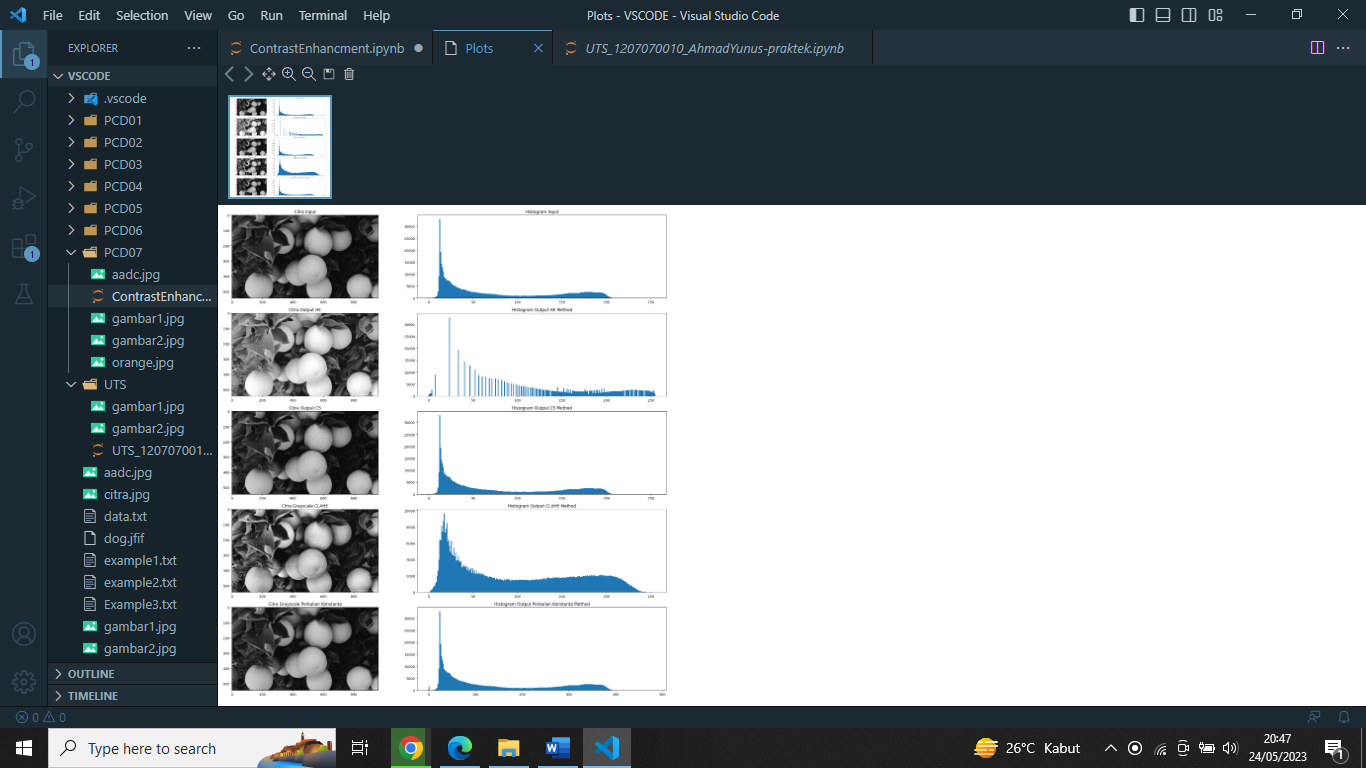 File Edit Selection View Go Run Terminal Help
Plots - VSCODE - Visual Studio Code
EXPLORER
ContrastEnhancment.ipynb
Plots
UTS_1207070010_AhmadYunus-praktek.ipynb
VSCODE
.vscode
PCD01
PCD02
PCD03
PCD04
PCD05
PCD06
PCD07
aadc.jpg
ContrastEnhanc...
gambar1.jpg
gambar2.jpg
orange.jpg
UTS
gambar1.jpg
gambar2.jpg
UTS_120707001...
aadc.jpg
citra.jpg
data.txt
dog.jfif
example1.txt
example2.txt
Example3.txt
gambar1.jpg
gambar2.jpg
OUTLINE
TIMELINE
1
1
Citra Input
Histogram Input
Citra Output HE
Histogram Output HE Method
Citra Output CS
Histogram Output CS Method
Citra Grayscale CLAHE
Histogram Output CLAHE Method
Citra Grayscale Perkalian Konstanta
Histogram Output Perkalian Konstanta Method
0 0
Type here to search
26°C Kabut
20:47
24/05/2023
1